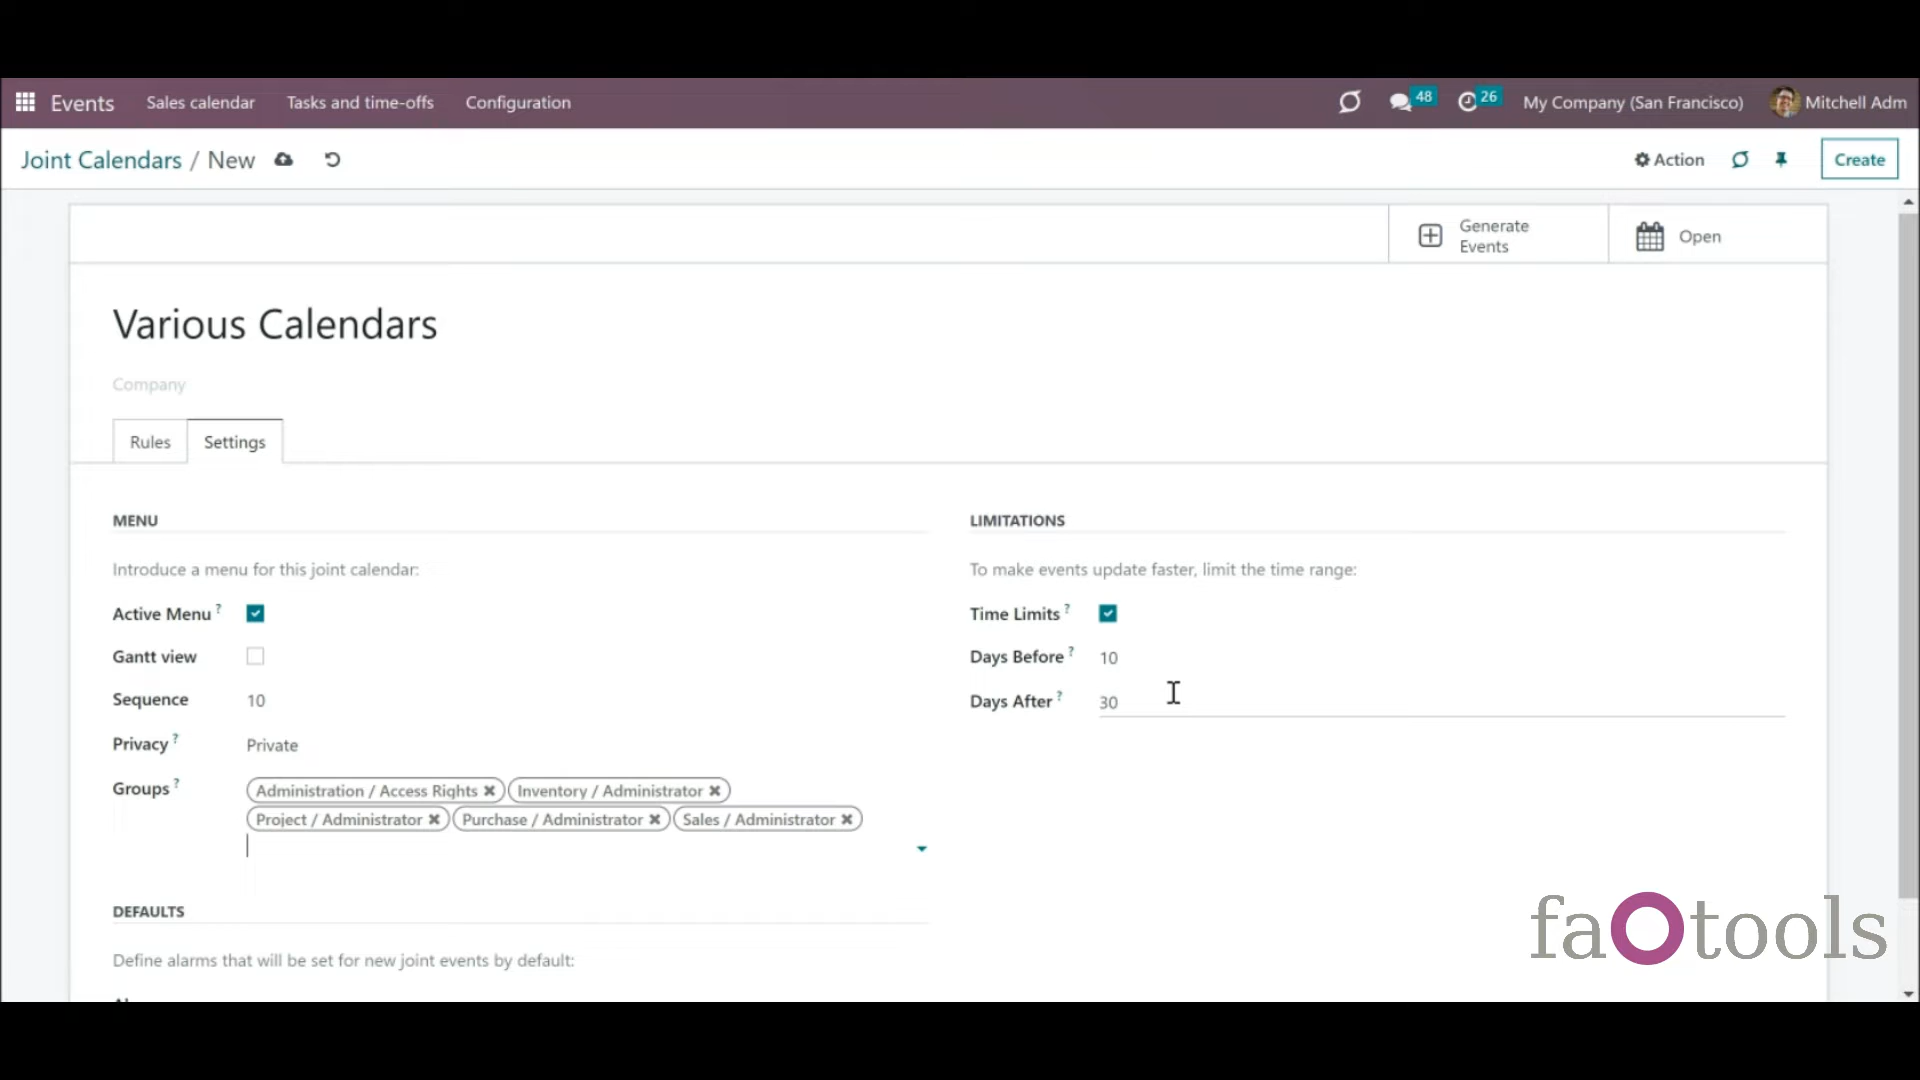 Events Sales calendar Tasks and time-offs Configuration 48 26 My Company (San Francisco) Mitchell Adm
Joint Calendars / New Action Create
Generate Events
Open
Various Calendars
Company
Rules Settings
MENU
Introduce a menu for this joint calendar:
Active Menu ?
Gantt view
Sequence 10
Privacy ? Private
Groups ? Administration / Access Rights Inventory / Administrator
Project / Administrator Purchase / Administrator Sales / Administrator
LIMITATIONS
To make events update faster, limit the time range:
Time Limits ?
Days Before ? 10
Days After ? 30
DEFAULTS
Define alarms that will be set for new joint events by default:
faOtools